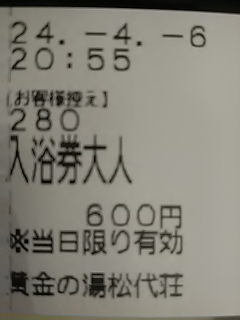 24.-4.-6
20:55
[お客様控え]
280
入浴券大人
600円
※当日限り有効
黄金の湯松代荘